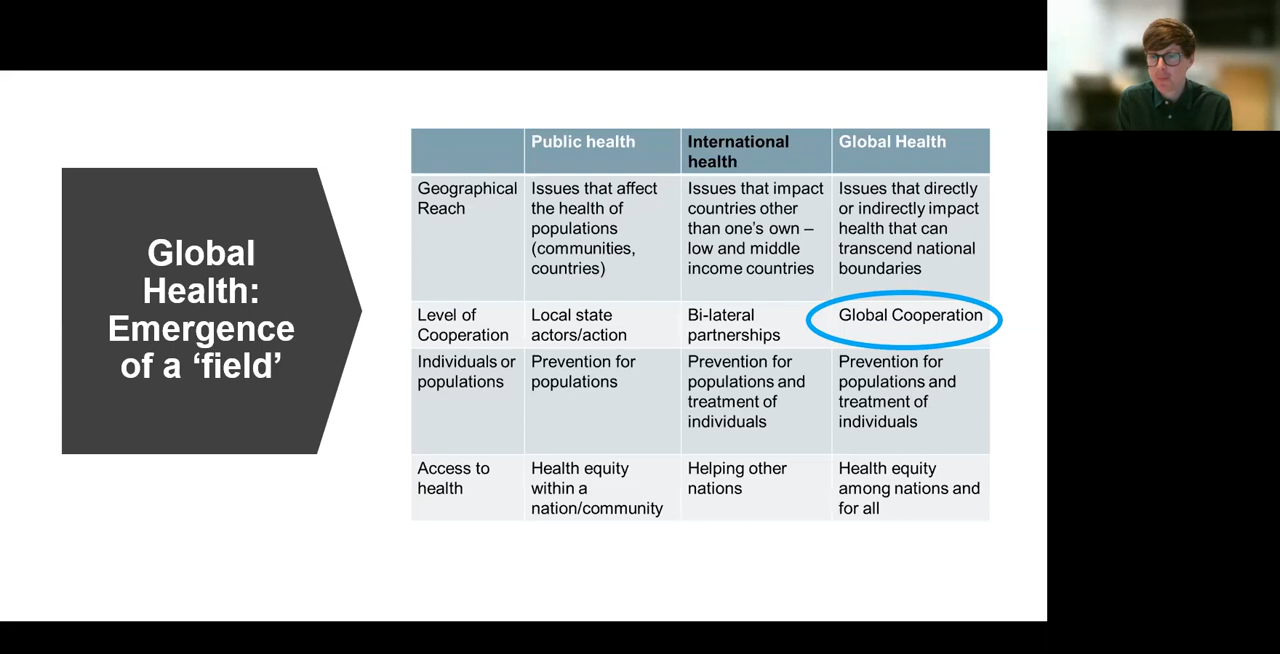 Global
Health:
Emergence
of a ‘field’
Public health
International
health
Global Health
Geographical
Reach
Issues that affect
the health of
populations
(communities,
countries)
Issues that impact
countries other
than one’s own –
low and middle
income countries
Issues that directly
or indirectly impact
health that can
transcend national
boundaries
Level of
Cooperation
Local state
actors/action
Bi-lateral
partnerships
Global Cooperation
Individuals or
populations
Prevention for
populations
Prevention for
populations and
treatment of
individuals
Prevention for
populations and
treatment of
individuals
Access to
health
Health equity
within a
nation/community
Helping other
nations
Health equity
among nations and
for all